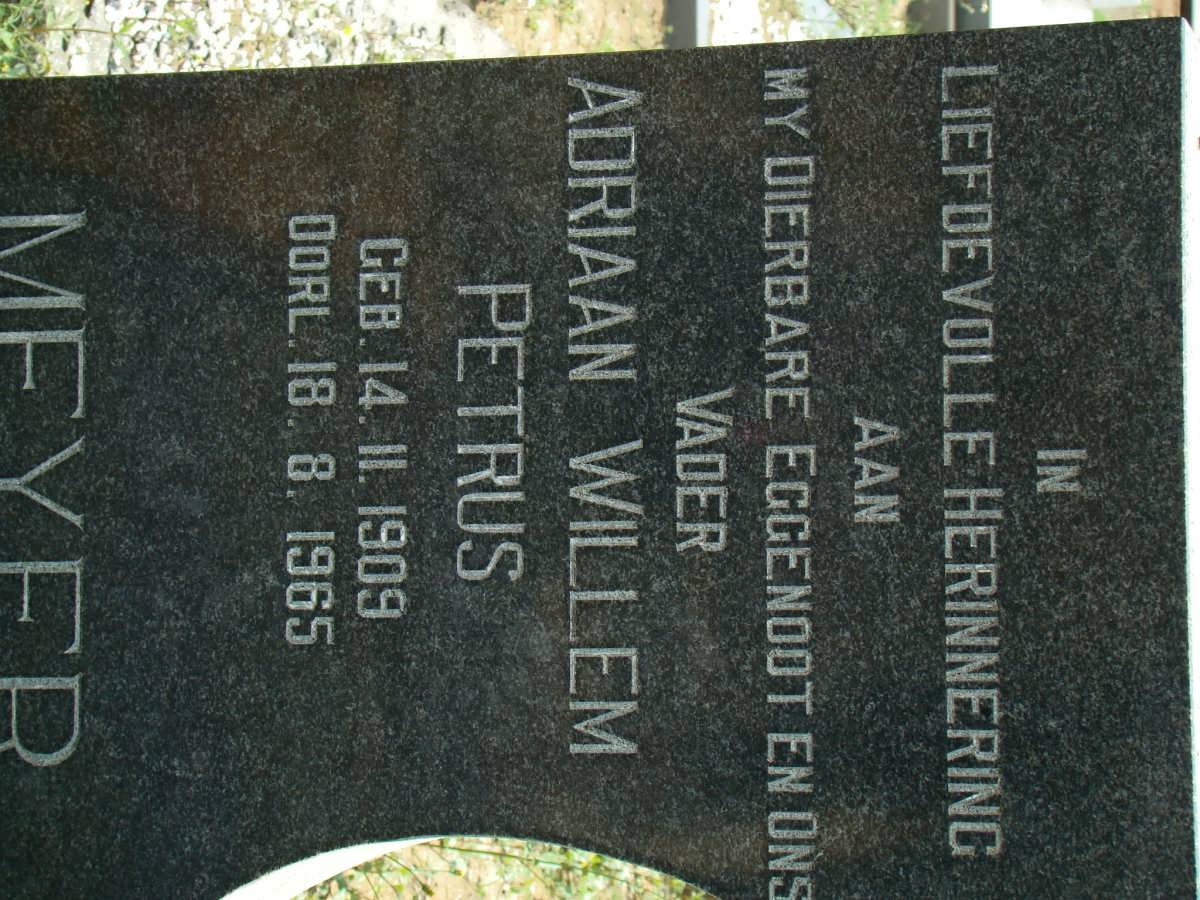 IN
LIEFDEVOLLE HERINNERING
AAN
MY DIERBARE EGGENOOT EN ONS
VADER
ADRIAAN WILLEM
PETRUS
GEB. 14. 11. 1909
OORL. 18. 8. 1965
MEYER